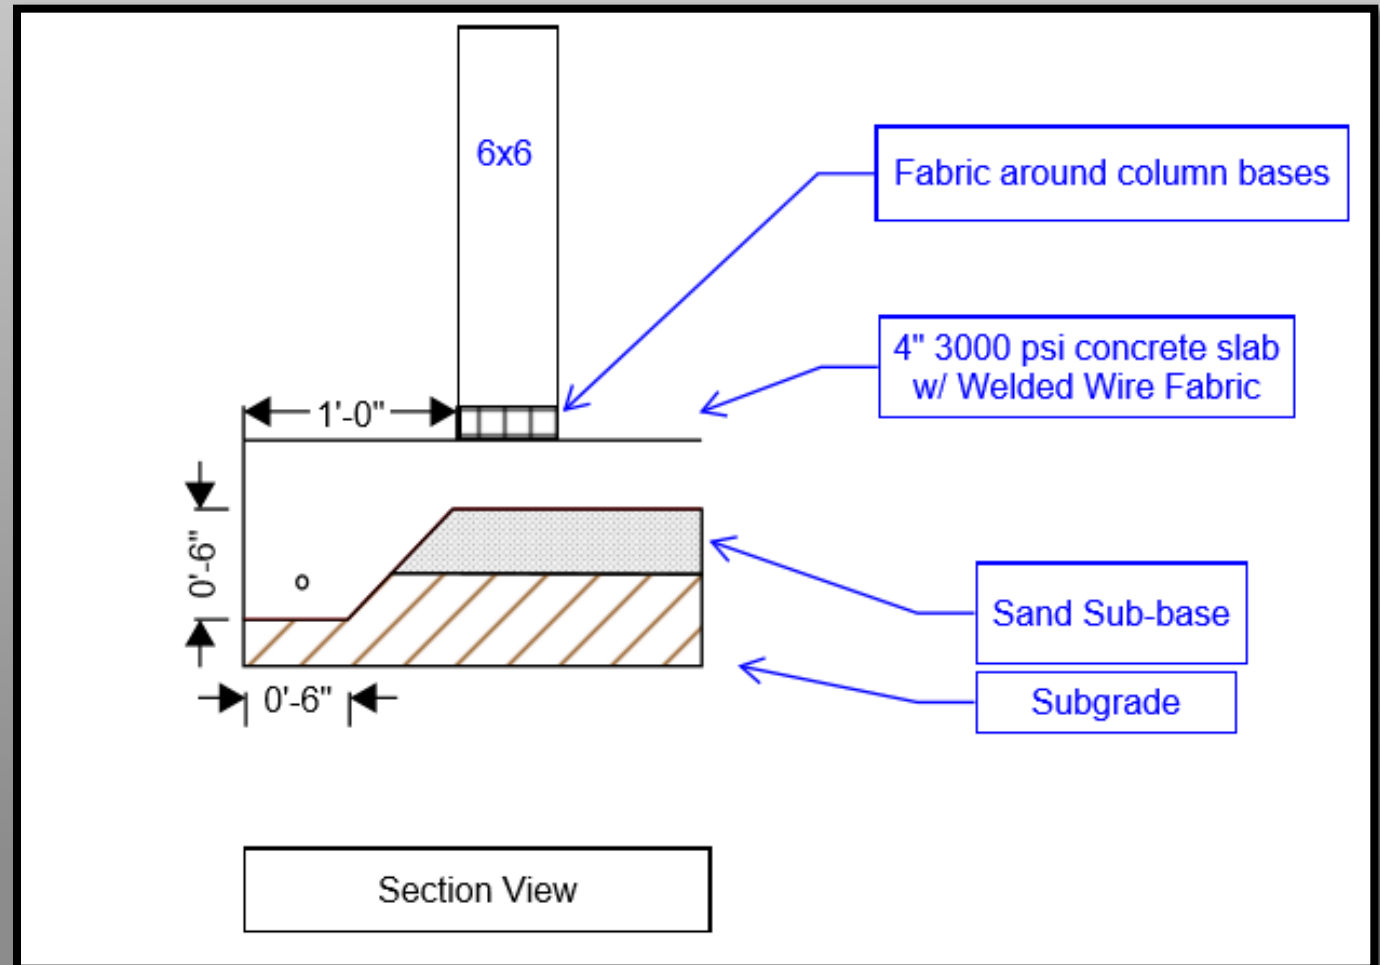 6x6
Fabric around column bases
4" 3000 psi concrete slab
w/ Welded Wire Fabric
1'-0"
0'-6"
Sand Sub-base
0'-6"
Subgrade
Section View